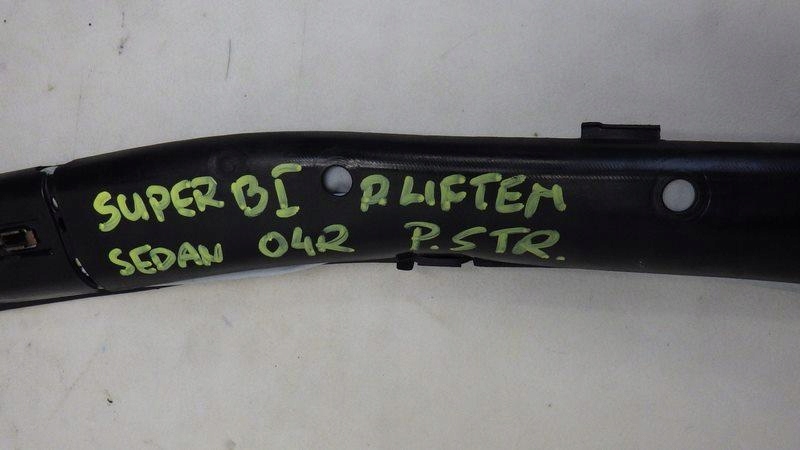 SUPERB I P.LIFTEM
SEDAN 04R P.STR.